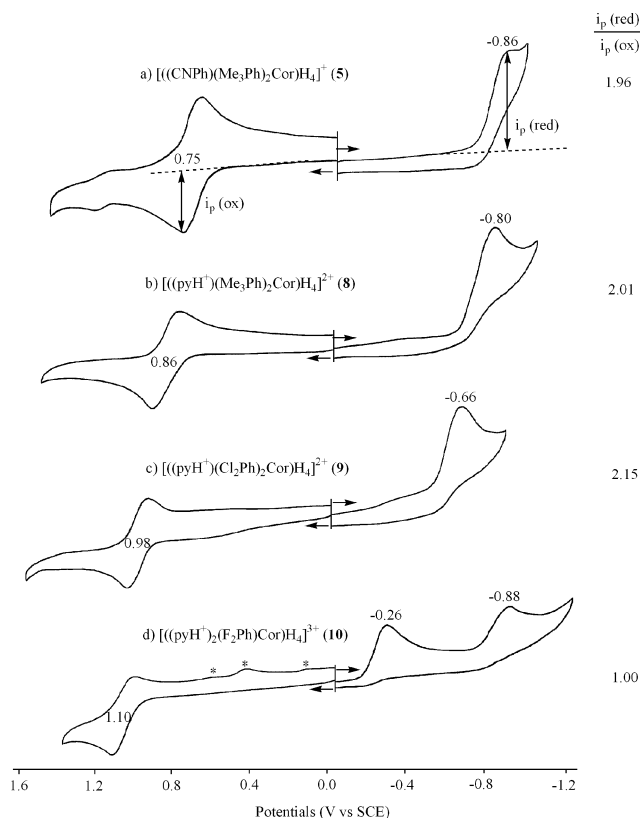 i_p (red)
i_p (ox)
-0.86
a) [((CNPh)(Me₃Ph)₂Cor)H₄]⁺ (5)
1.96
i_p (red)
0.75
i_p (ox)
-0.80
b) [((pyH⁺)(Me₃Ph)₂Cor)H₄]²⁺ (8)
2.01
0.86
-0.66
c) [((pyH⁺)(Cl₂Ph)₂Cor)H₄]²⁺ (9)
2.15
0.98
-0.26
-0.88
d) [((pyH⁺)₂(F₂Ph)Cor)H₄]³⁺ (10)
* * *
1.00
1.10
1.6 1.2 0.8 0.4 0.0 -0.4 -0.8 -1.2
Potentials (V vs SCE)